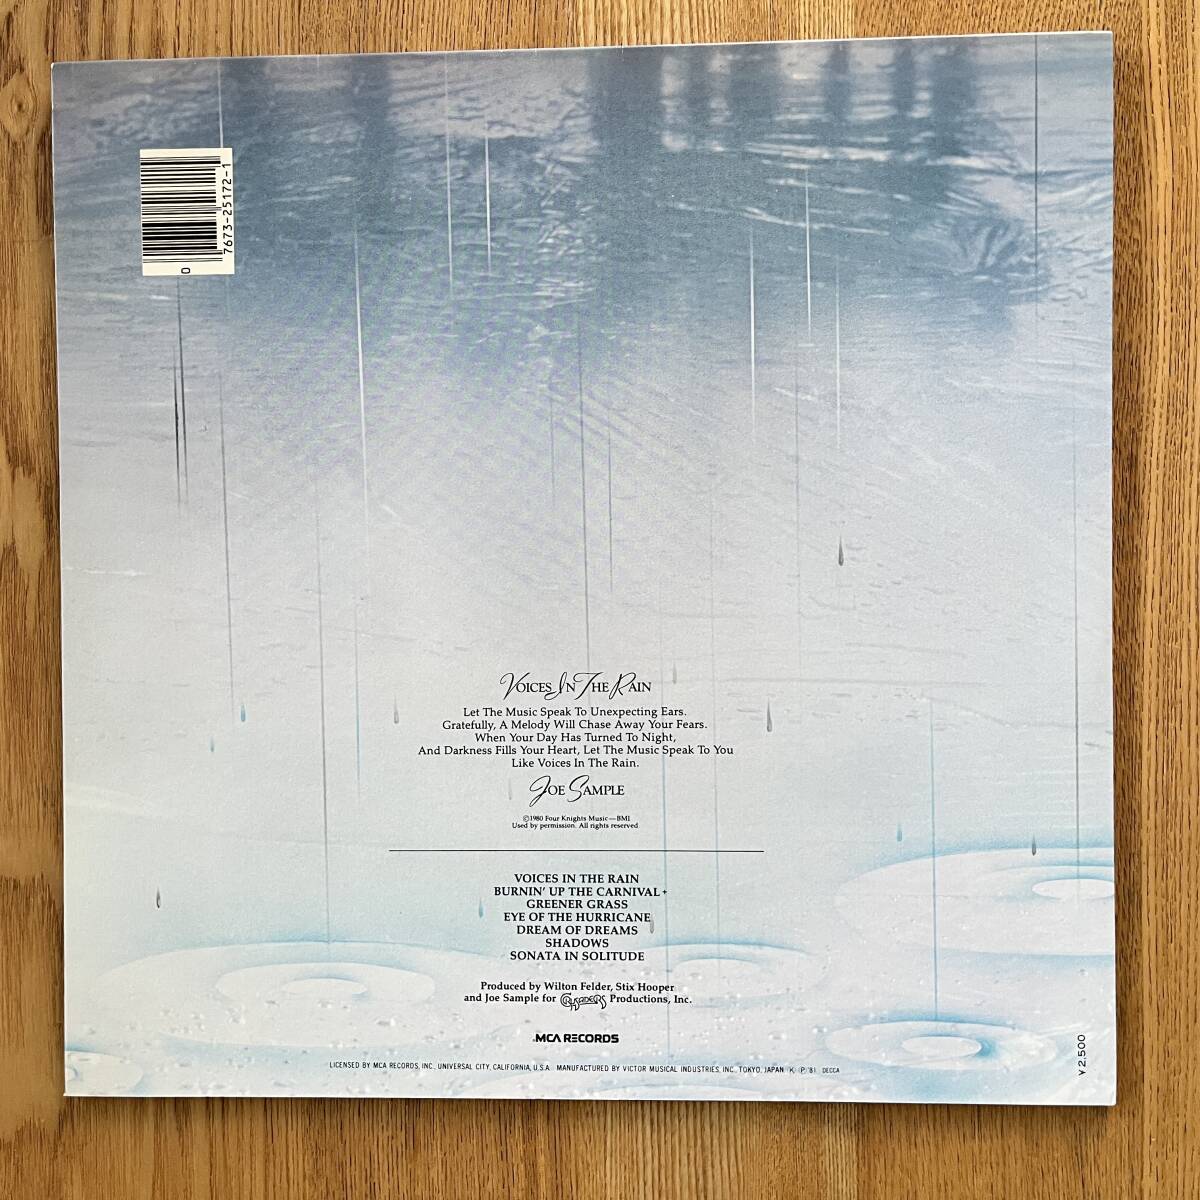 7673-25172-1
0
VOICES IN THE RAIN
Let The Music Speak To Unexpecting Ears.
Gratefully, A Melody Will Chase Away Your Fears.
When Your Day Has Turned To Night,
And Darkness Fills Your Heart, Let The Music Speak To You
Like Voices In The Rain.
JOE SAMPLE
©1980 Four Knights Music—BMI
Used by permission. All rights reserved.
VOICES IN THE RAIN
BURNIN' UP THE CARNIVAL+
GREENER GRASS
EYE OF THE HURRICANE
DREAM OF DREAMS
SHADOWS
SONATA IN SOLITUDE
Produced by Wilton Felder, Stix Hooper
and Joe Sample for CRUSADERS Productions, Inc.
MCA RECORDS
LICENSED BY MCA RECORDS, INC., UNIVERSAL CITY, CALIFORNIA, U.S.A. MANUFACTURED BY VICTOR MUSICAL INDUSTRIES, INC., TOKYO, JAPAN (K) (P) '81 DECCA
¥2,500